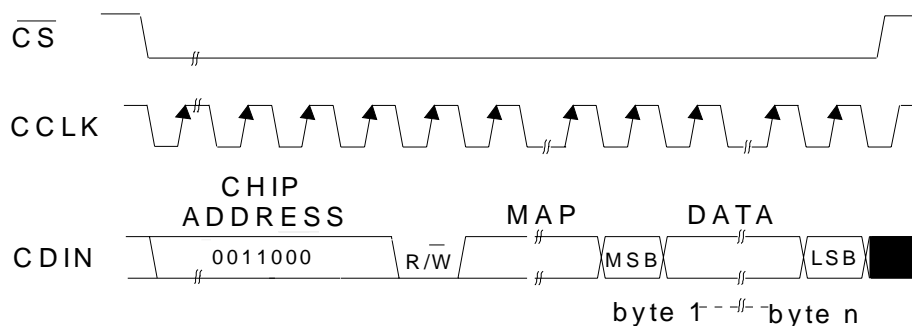 CS
CCLK
CHIP
ADDRESS
MAP
DATA
CDIN
0011000
R/W
MSB
LSB
byte 1
byte n